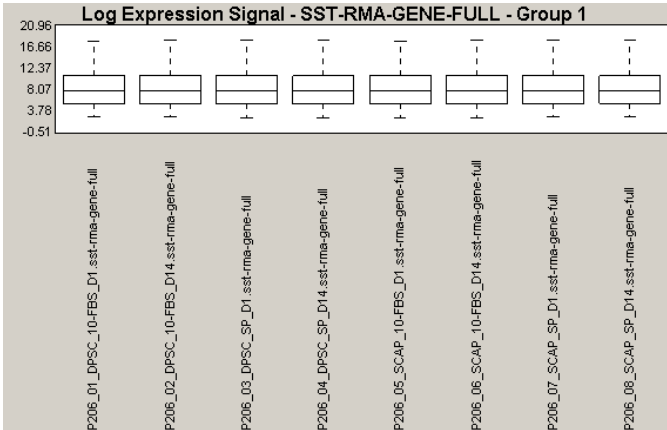 Log Expression Signal - SST-RMA-GENE-FULL - Group 1
20.96
16.66
12.37
8.07
3.78
-0.51
P206_01_DPSC_10-FBS_D1.sst-rma-gene-full
P206_02_DPSC_10-FBS_D14.sst-rma-gene-full
P206_03_DPSC_SP_D1.sst-rma-gene-full
P206_04_DPSC_SP_D14.sst-rma-gene-full
P206_05_SCAP_10-FBS_D1.sst-rma-gene-full
P206_06_SCAP_10-FBS_D14.sst-rma-gene-full
P206_07_SCAP_SP_D1.sst-rma-gene-full
P206_08_SCAP_SP_D14.sst-rma-gene-full